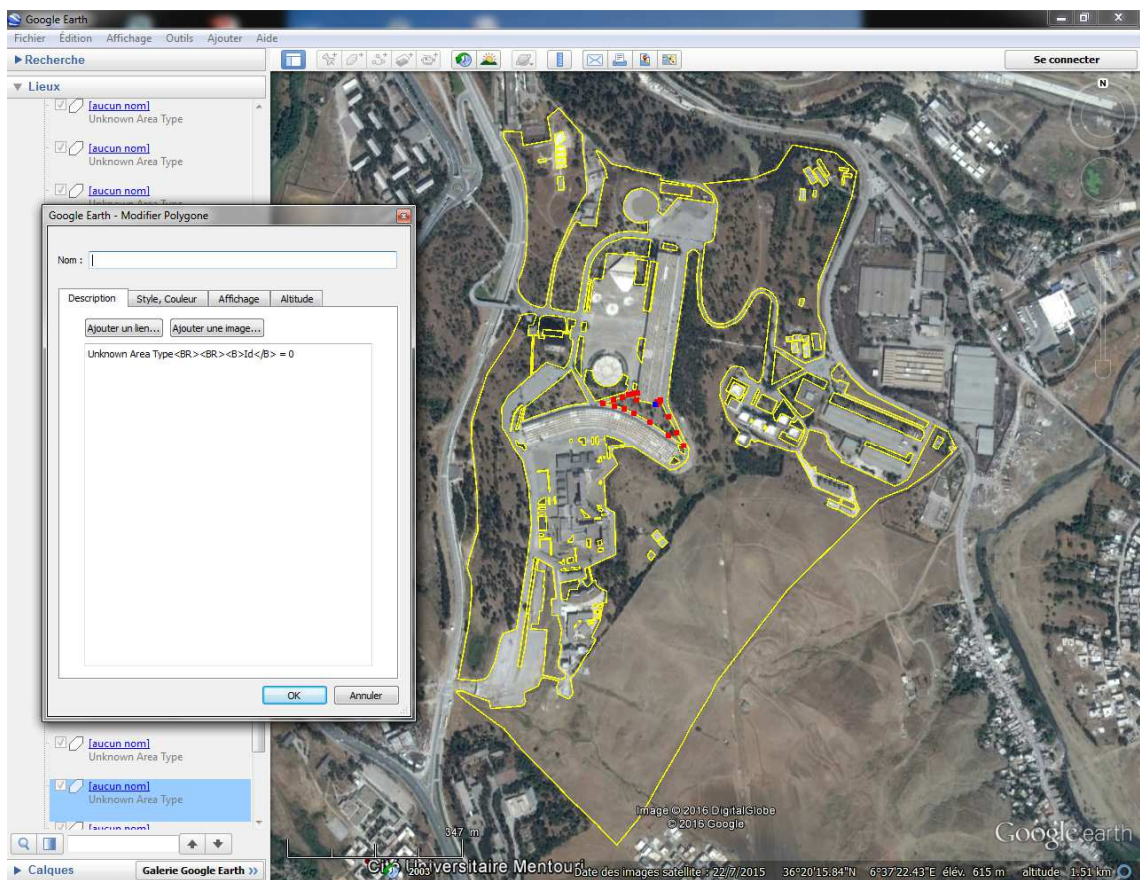 Google Earth
Fichier Édition Affichage Outils Ajouter Aide
Recherche
Se connecter
Lieux
N
[aucun nom]
Unknown Area Type
[aucun nom]
Unknown Area Type
[aucun nom]
Unknown Area Type
Google Earth - Modifier Polygone
Nom :
Description Style, Couleur Affichage Altitude
Ajouter un lien... Ajouter une image...
Unknown Area Type<BR><BR><B>Id</B> = 0
OK Annuler
[aucun nom]
Unknown Area Type
[aucun nom]
Unknown Area Type
[aucun nom]
Image © 2016 DigitalGlobe
© 2016 Google
347 m
Google earth
Cité Universitaire Mentouri
2003
Date des images satellite : 22/7/2015 36°20'15.84"N 6°37'22.43"E élév. 615 m altitude 1.51 km
Calques
Galerie Google Earth >>